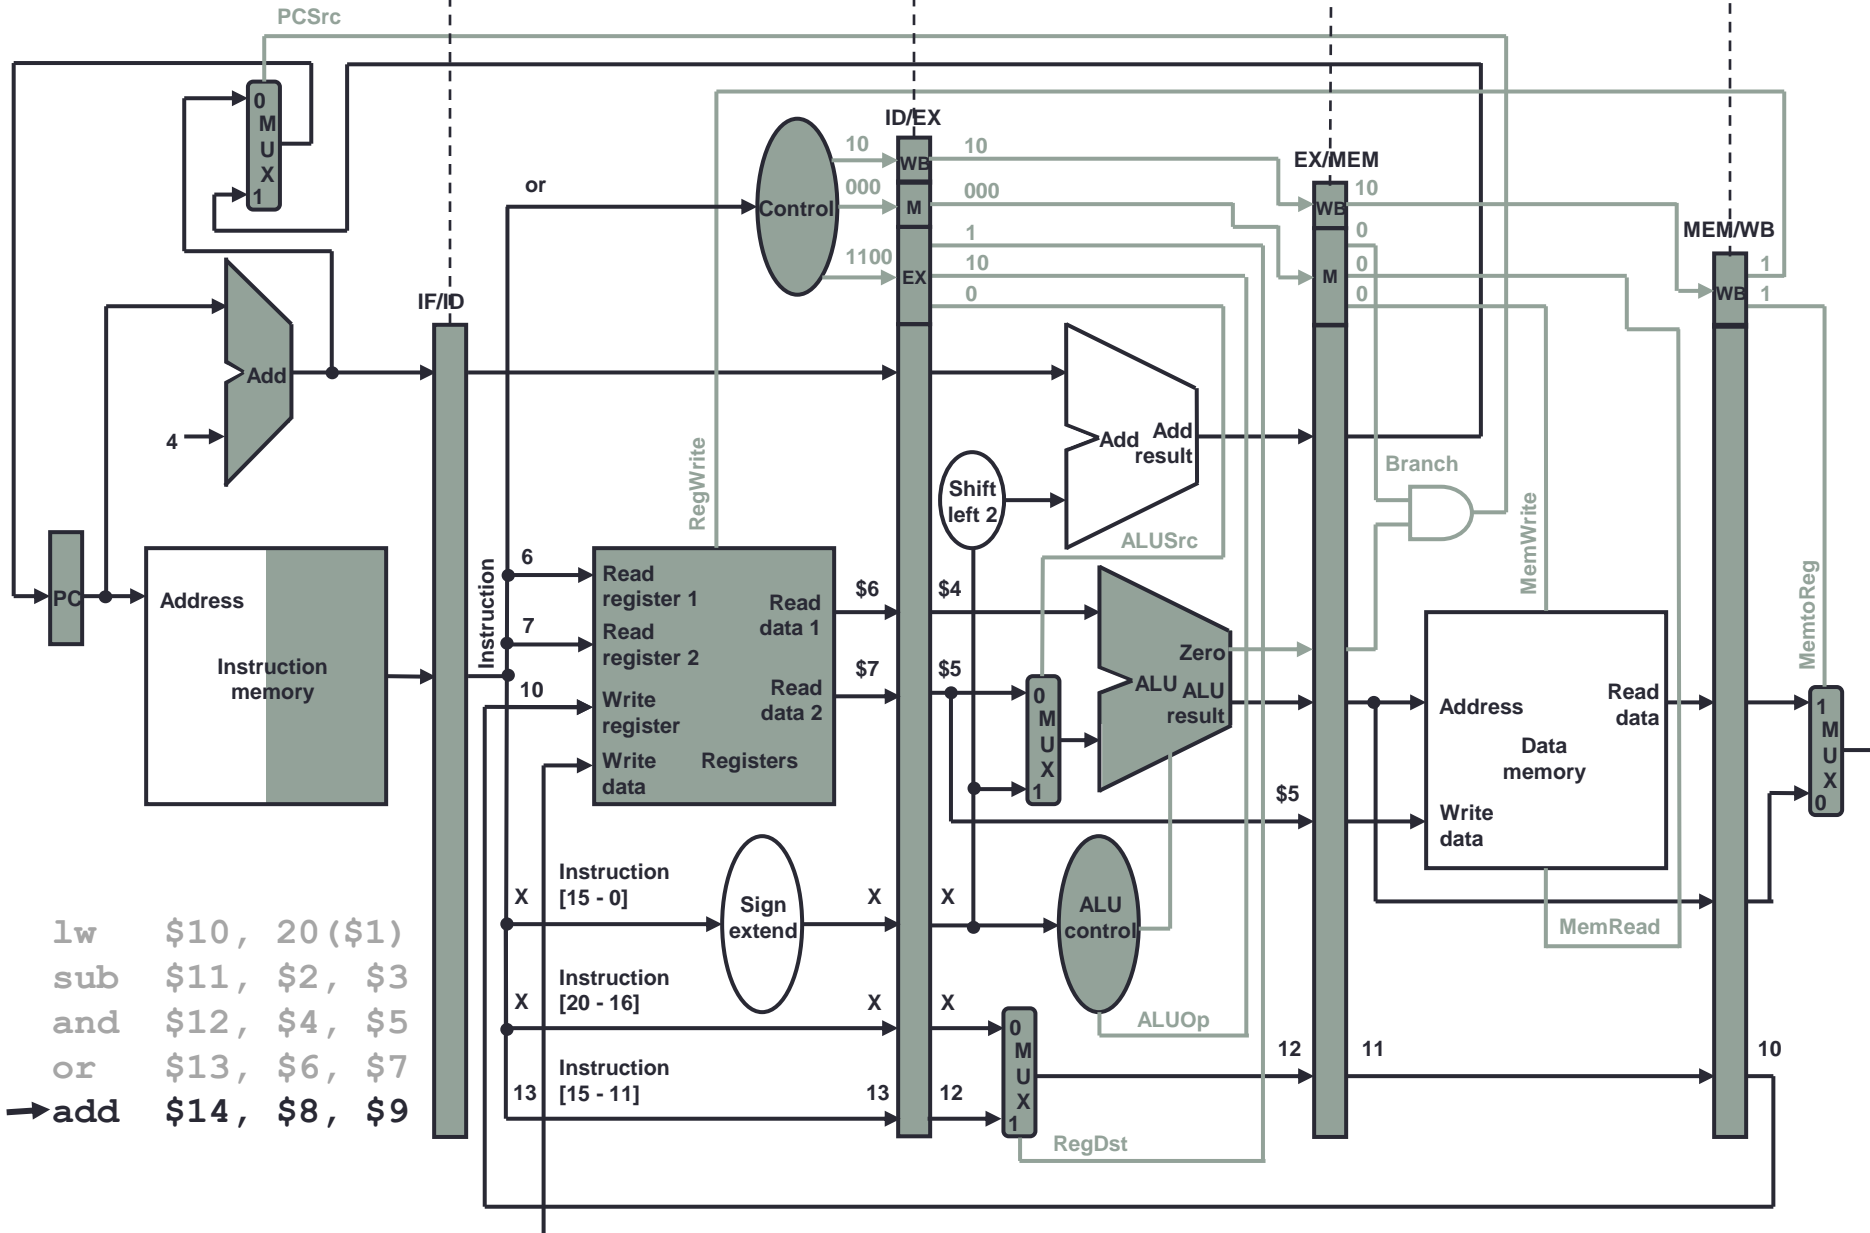 PCSrc
0
M
U
X
1
ID/EX
10
WB
10
000
M
000
1100
EX
1
10
0
or
Control
EX/MEM
WB
10
M
0
0
0
MEM/WB
WB
1
1
IF/ID
Add
4
RegWrite
Add
Add
result
Shift
left 2
Branch
ALUSrc
MemWrite
MemtoReg
PC
Address
Instruction
memory
Instruction
6
7
10
Read
register 1
Read
register 2
Write
register
Write
data
Read
data 1
Read
data 2
Registers
$6
$4
$7
$5
0
M
U
X
1
Zero
ALU
ALU
result
$5
Address
Read
data
Data
memory
Write
data
1
M
U
X
0
MemRead
X
Instruction
[15 - 0]
Sign
extend
X
X
ALU
control
X
Instruction
[20 - 16]
X
X
0
M
U
X
1
ALUOp
13
Instruction
[15 - 11]
13
12
12
11
10
RegDst
lw $10, 20($1)
sub $11, $2, $3
and $12, $4, $5
or $13, $6, $7
add $14, $8, $9